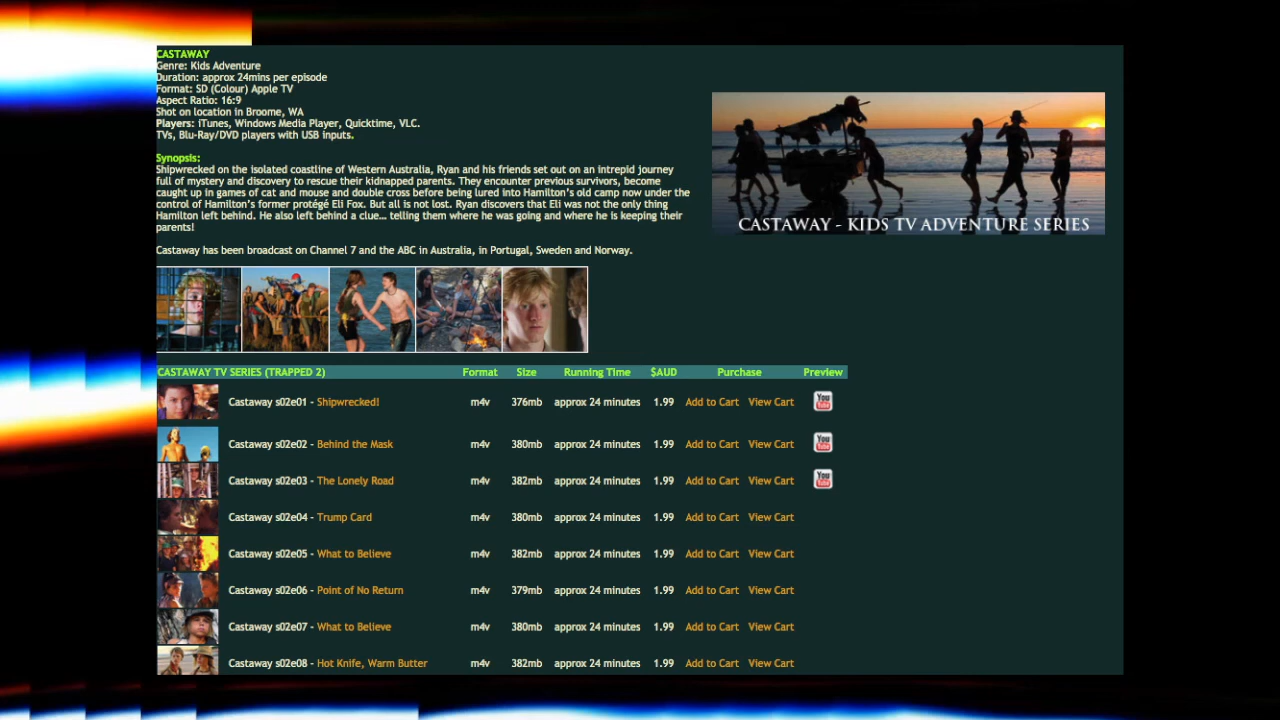 CASTAWAY
Genre: Kids Adventure
Duration: approx 24mins per episode
Format: SD (Colour) Apple TV
Aspect Ratio: 16:9
Shot on location in Broome, WA
Players: iTunes, Windows Media Player, Quicktime, VLC.
TVs, Blu-Ray/DVD players with USB inputs.
Synopsis:
Shipwrecked on the isolated coastline of Western Australia, Ryan and his friends set out on an intrepid journey
full of mystery and discovery to rescue their kidnapped parents. They encounter previous survivors, become
caught up in games of cat and mouse and double cross before being lured into Hamilton's old camp now under the
control of Hamilton's former protégé Eli Fox. But all is not lost. Ryan discovers that Eli was not the only thing
Hamilton left behind. He also left behind a clue... telling them where he was going and where he is keeping their
parents!
Castaway has been broadcast on Channel 7 and the ABC in Australia, in Portugal, Sweden and Norway.
CASTAWAY - KIDS TV ADVENTURE SERIES
CASTAWAY TV SERIES (TRAPPED 2) Format Size Running Time $AUD Purchase Preview
Castaway s02e01 - Shipwrecked! m4v 376mb approx 24 minutes 1.99 Add to Cart View Cart You Tube
Castaway s02e02 - Behind the Mask m4v 380mb approx 24 minutes 1.99 Add to Cart View Cart You Tube
Castaway s02e03 - The Lonely Road m4v 382mb approx 24 minutes 1.99 Add to Cart View Cart You Tube
Castaway s02e04 - Trump Card m4v 380mb approx 24 minutes 1.99 Add to Cart View Cart
Castaway s02e05 - What to Believe m4v 382mb approx 24 minutes 1.99 Add to Cart View Cart
Castaway s02e06 - Point of No Return m4v 379mb approx 24 minutes 1.99 Add to Cart View Cart
Castaway s02e07 - What to Believe m4v 380mb approx 24 minutes 1.99 Add to Cart View Cart
Castaway s02e08 - Hot Knife, Warm Butter m4v 382mb approx 24 minutes 1.99 Add to Cart View Cart